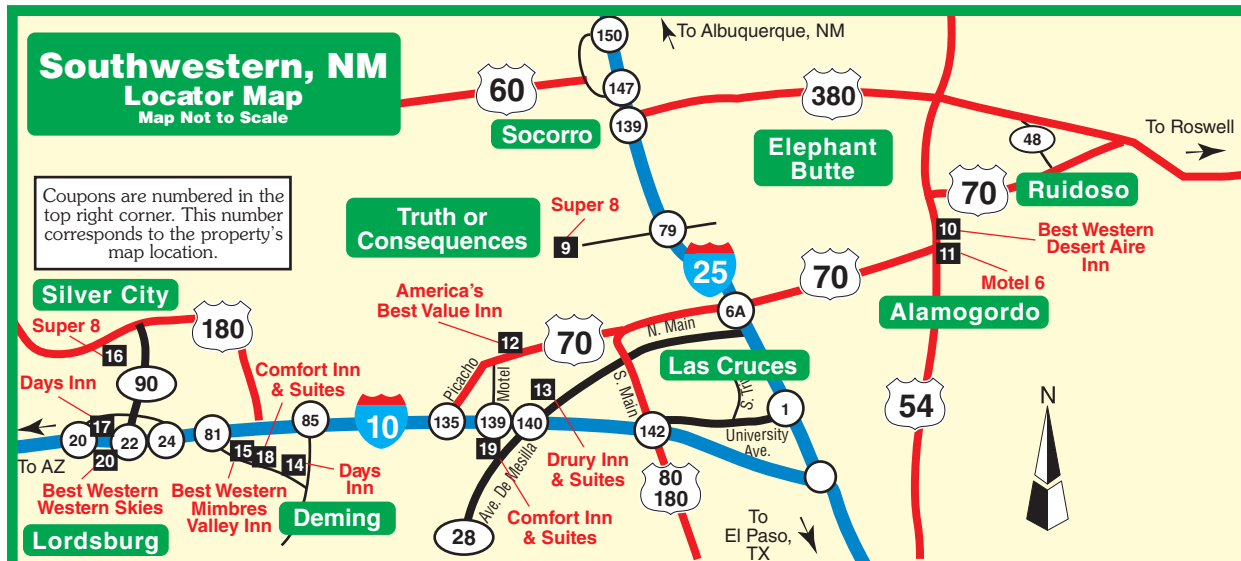 Southwestern, NM
Locator Map
Map Not to Scale
Coupons are numbered in the
top right corner. This number
corresponds to the property's
map location.
150
To Albuquerque, NM
60
147
139
Socorro
380
Elephant
Butte
48
To Roswell
70
Ruidoso
Truth or
Consequences
Super 8
9
79
25
10
Best Western
Desert Aire
Inn
11
Motel 6
Alamogordo
70
6A
Silver City
Super 8
16
180
90
America's
Best Value Inn
12
70
N. Main
Las Cruces
Picacho
Motel
13
S. Main
1
University
Ave.
54
N
Days Inn
17
Comfort Inn
& Suites
20
22
24
81
85
10
135
139
140
142
To AZ
20
Best Western
Western Skies
15
18
14
Best Western
Mimbres
Valley Inn
Days
Inn
19
Ave. De Mesilla
Drury Inn
& Suites
Comfort Inn
& Suites
28
80
180
To
El Paso,
TX
Lordsburg
Deming